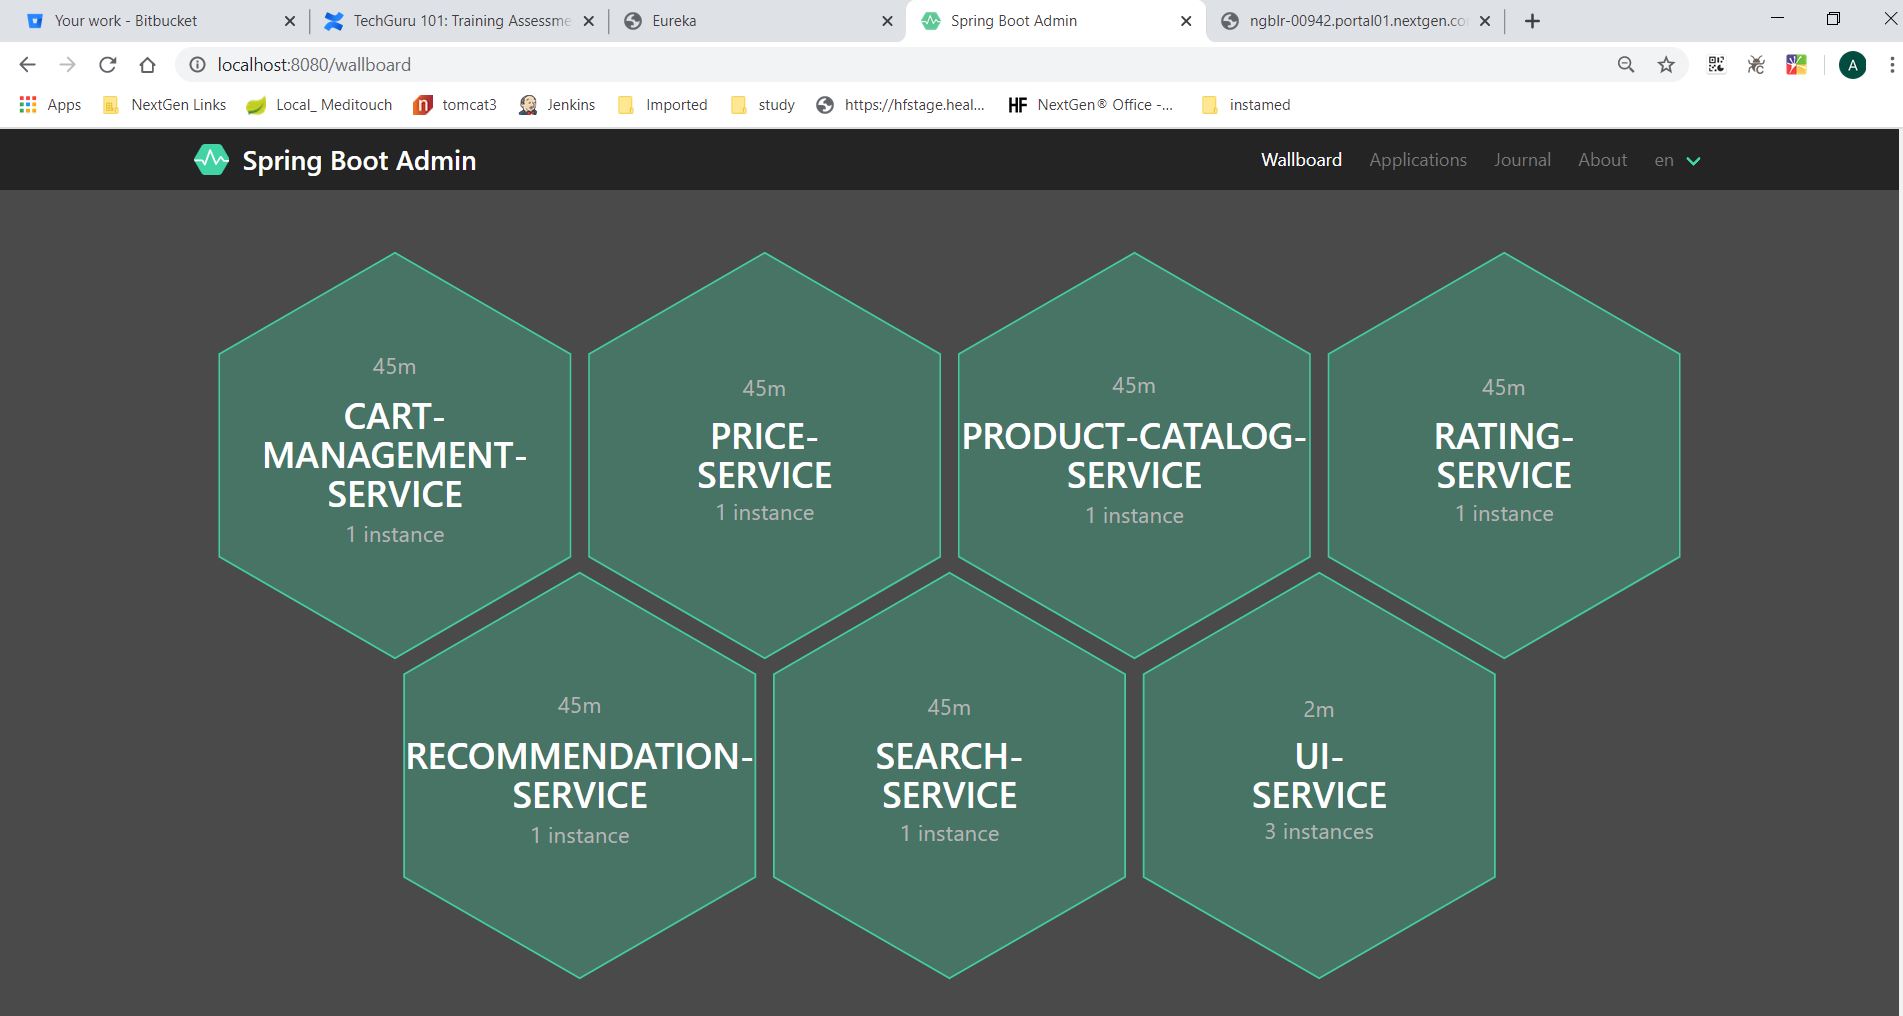 Your work - Bitbucket
TechGuru 101: Training Assessme
Eureka
Spring Boot Admin
ngblr-00942.portal01.nextgen.co
localhost:8080/wallboard
A
Apps
NextGen Links
Local_ Meditouch
tomcat3
Jenkins
Imported
study
https://hfstage.heal...
HF NextGen® Office -...
instamed
Spring Boot Admin
Wallboard
Applications
Journal
About
en
45m
CART-
MANAGEMENT-
SERVICE
1 instance
45m
PRICE-
SERVICE
1 instance
45m
PRODUCT-CATALOG-
SERVICE
1 instance
45m
RATING-
SERVICE
1 instance
45m
RECOMMENDATION-
SERVICE
1 instance
45m
SEARCH-
SERVICE
1 instance
2m
UI-
SERVICE
3 instances